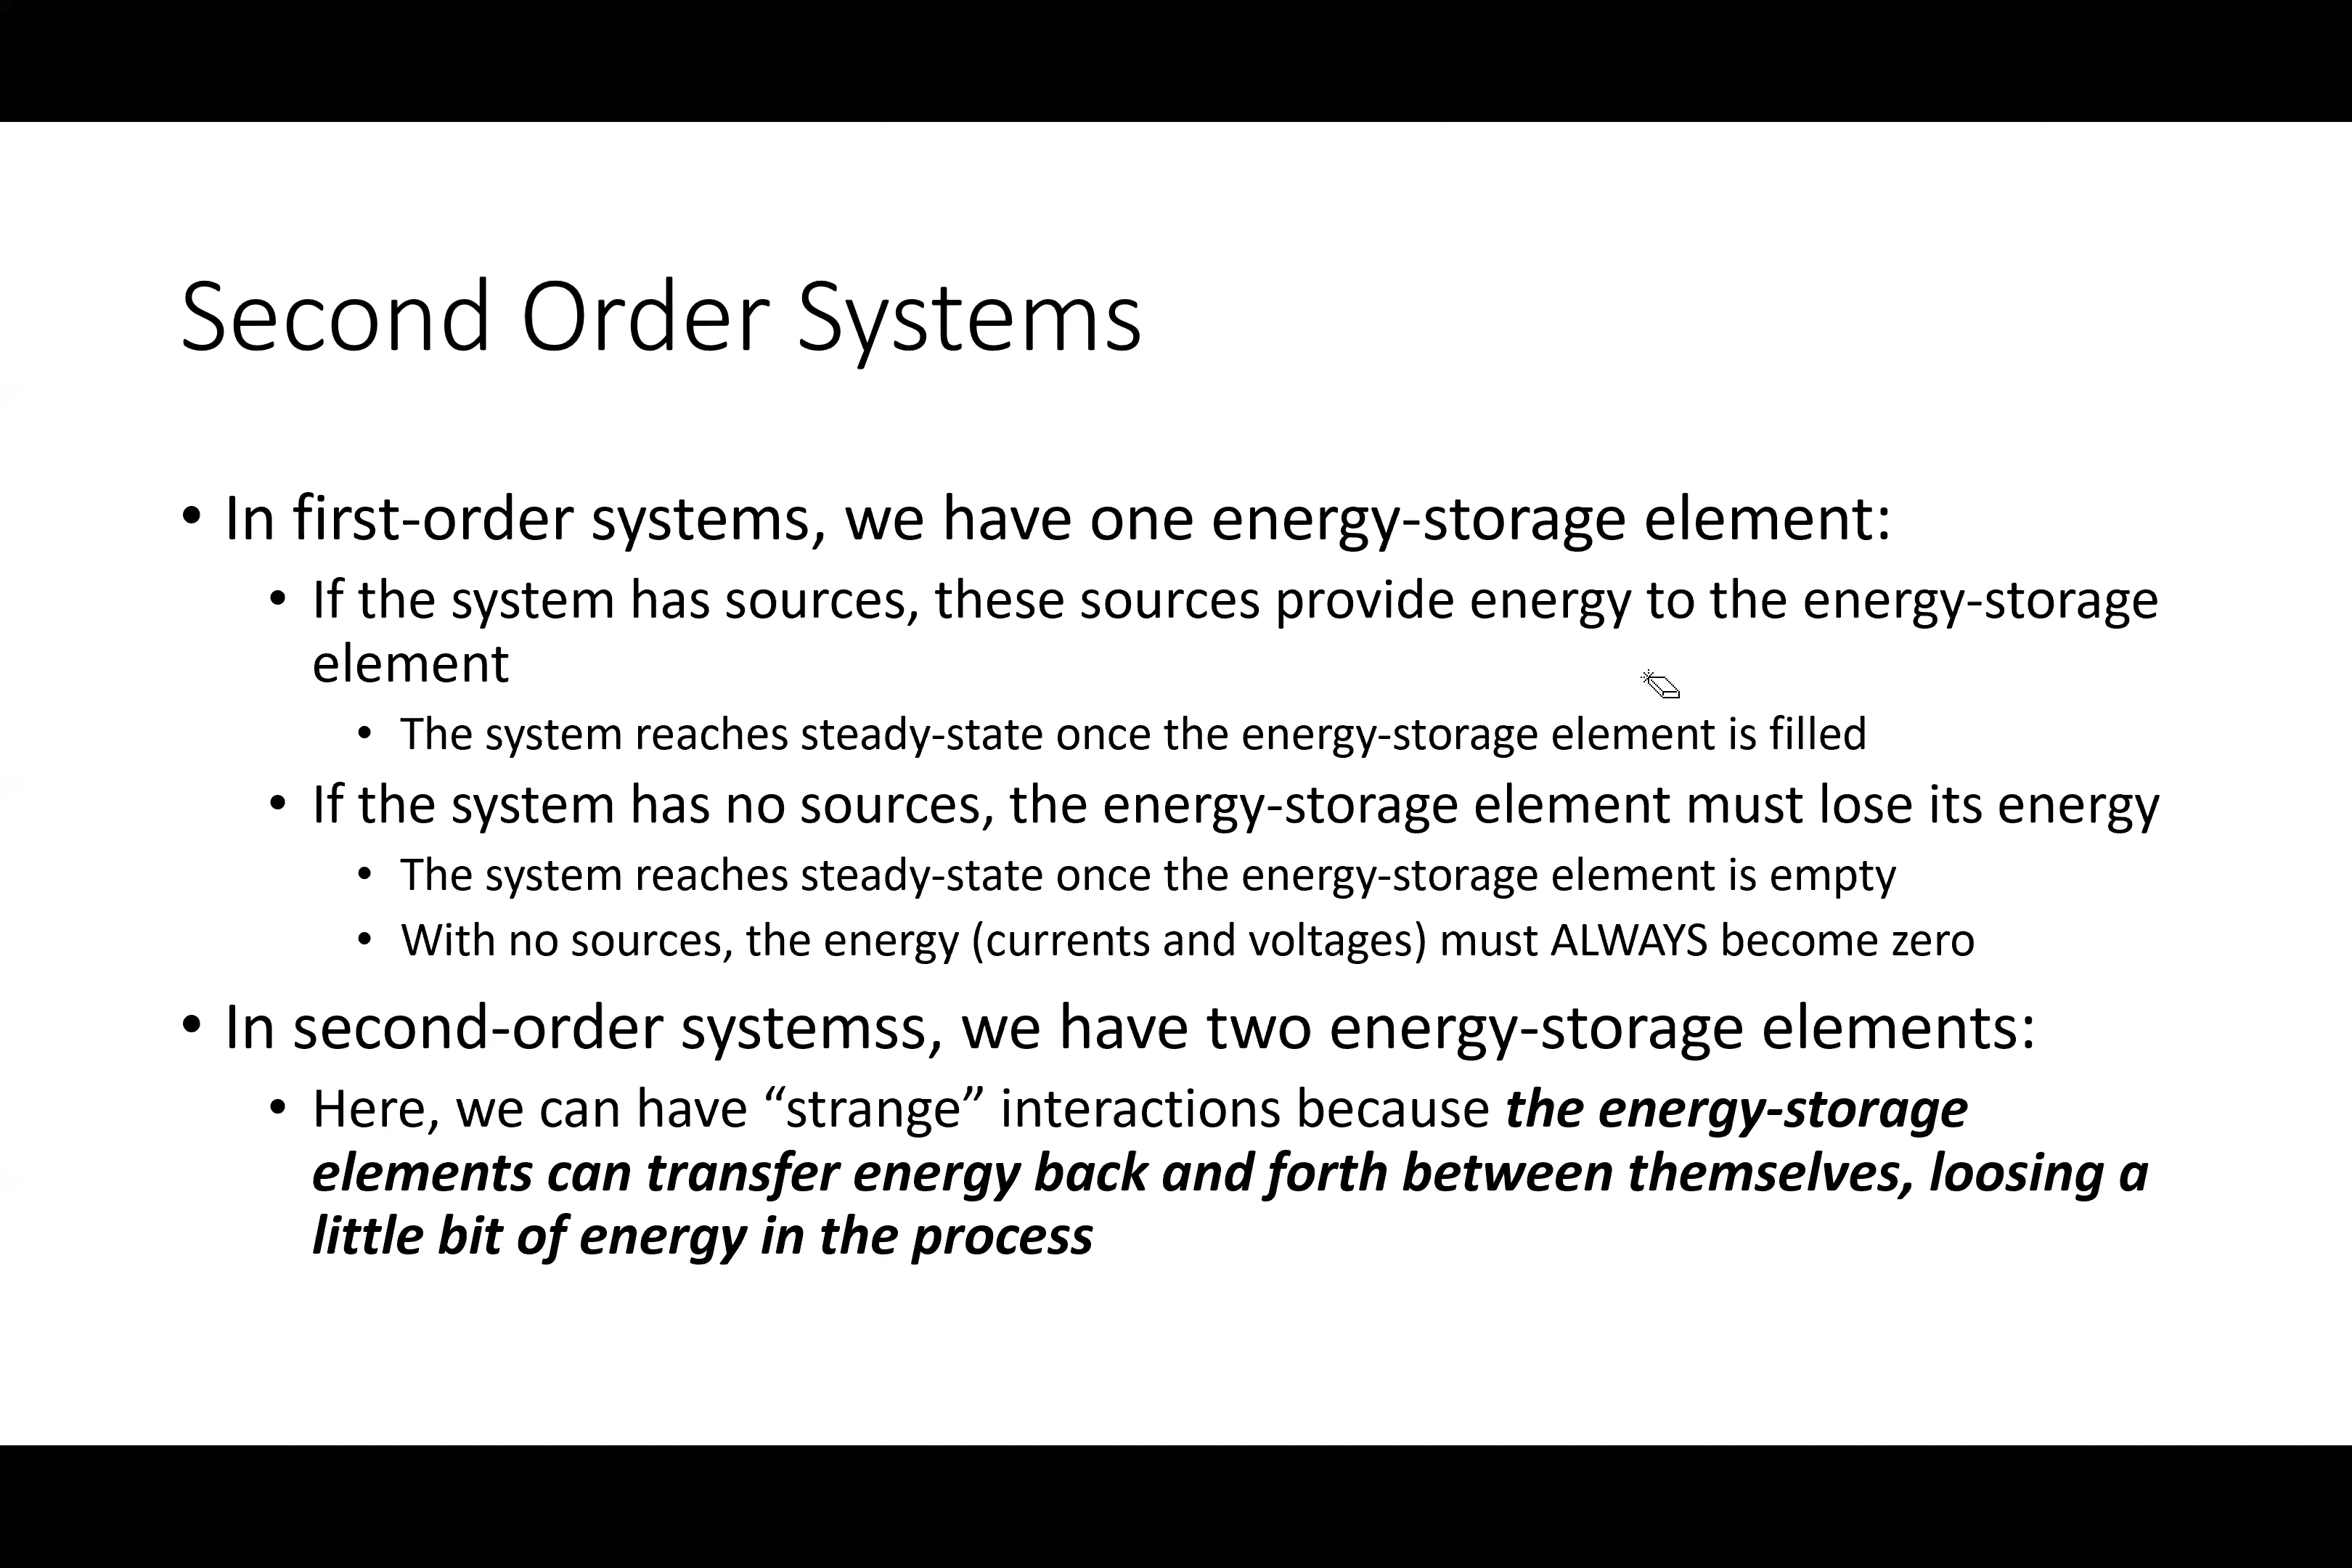 Second Order Systems
• In first-order systems, we have one energy-storage element:
• If the system has sources, these sources provide energy to the energy-storage
element
• The system reaches steady-state once the energy-storage element is filled
• If the system has no sources, the energy-storage element must lose its energy
• The system reaches steady-state once the energy-storage element is empty
• With no sources, the energy (currents and voltages) must ALWAYS become zero
• In second-order systemss, we have two energy-storage elements:
• Here, we can have “strange” interactions because the energy-storage
elements can transfer energy back and forth between themselves, loosing a
little bit of energy in the process